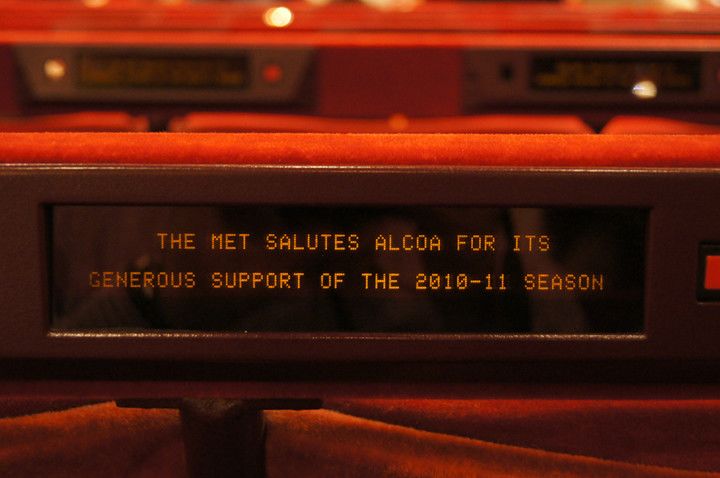 THE MET SALUTES ALCOA FOR ITS
GENEROUS SUPPORT OF THE 2010-11 SEASON